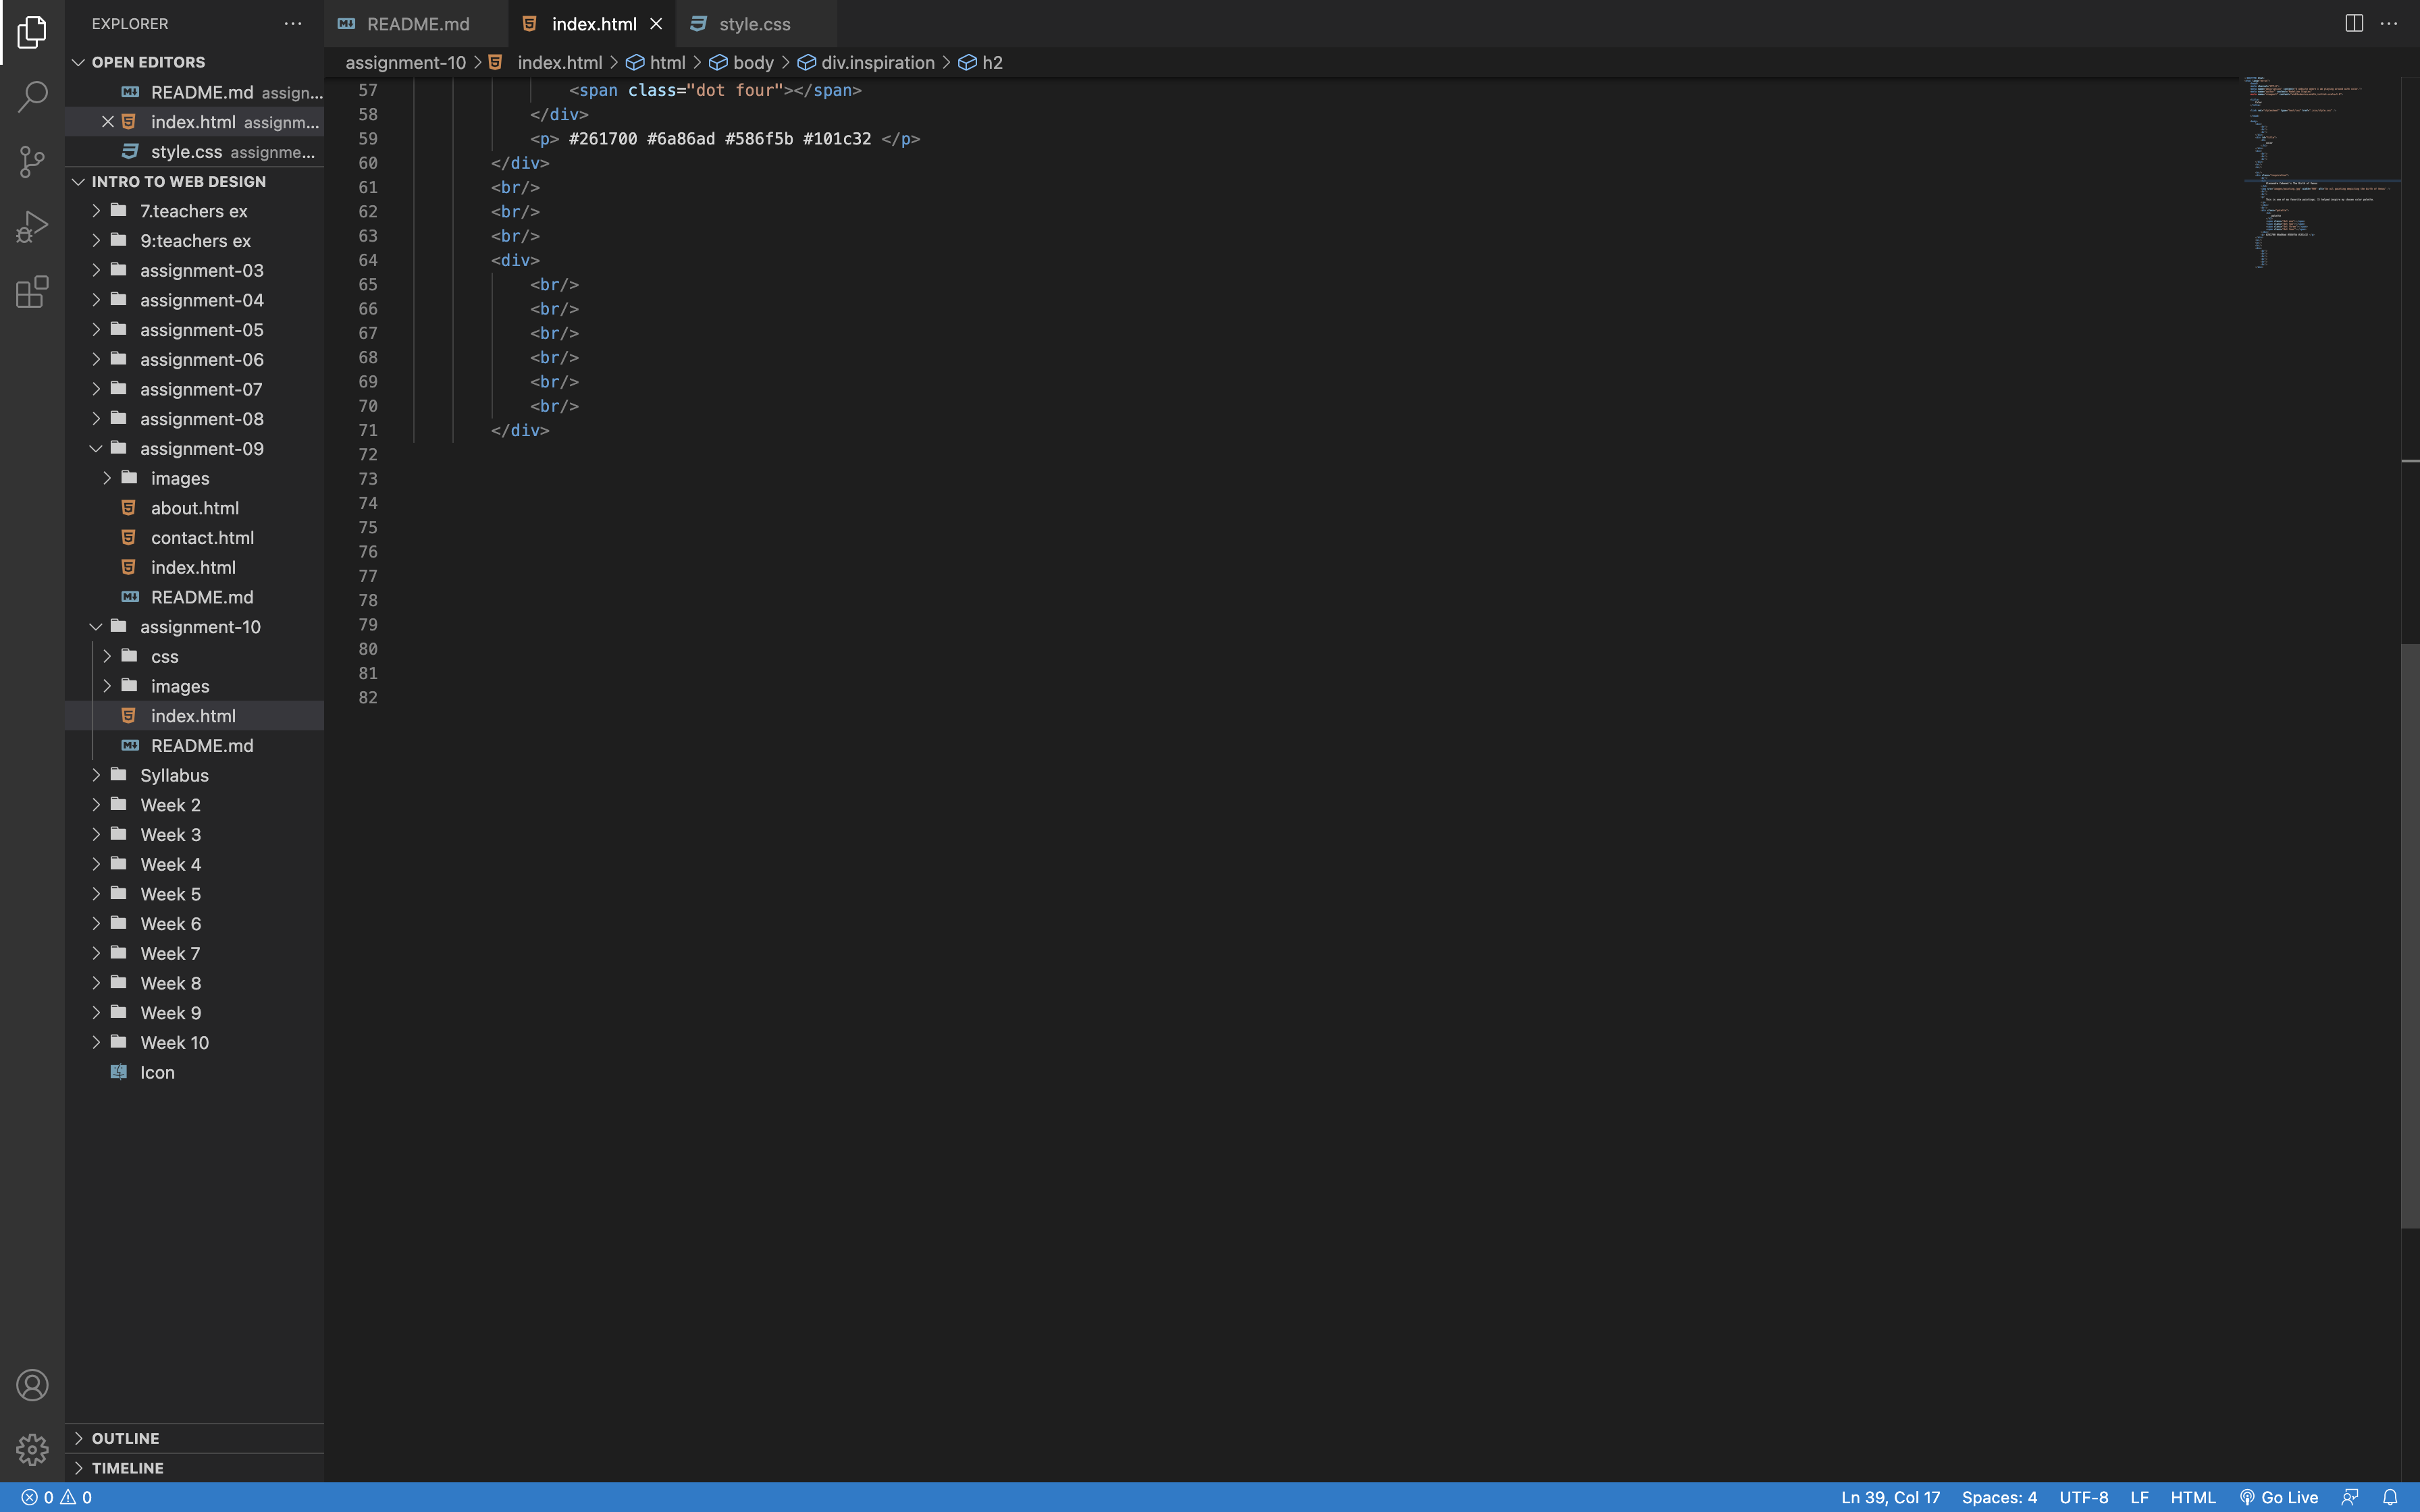 EXPLORER
OPEN EDITORS
README.md assign...
index.html assignm...
style.css assignme...
INTRO TO WEB DESIGN
7.teachers ex
9:teachers ex
assignment-03
assignment-04
assignment-05
assignment-06
assignment-07
assignment-08
assignment-09
images
about.html
contact.html
index.html
README.md
assignment-10
css
images
index.html
README.md
Syllabus
Week 2
Week 3
Week 4
Week 5
Week 6
Week 7
Week 8
Week 9
Week 10
Icon
OUTLINE
TIMELINE
README.md index.html style.css
assignment-10 > index.html > html > body > div.inspiration > h2
57 <span class="dot four"></span>
58 </div>
59 <p> #261700 #6a86ad #586f5b #101c32 </p>
60 </div>
61 <br/>
62 <br/>
63 <br/>
64 <div>
65 <br/>
66 <br/>
67 <br/>
68 <br/>
69 <br/>
70 <br/>
71 </div>
72
73
74
75
76
77
78
79
80
81
82
0 0 Ln 39, Col 17 Spaces: 4 UTF-8 LF HTML Go Live